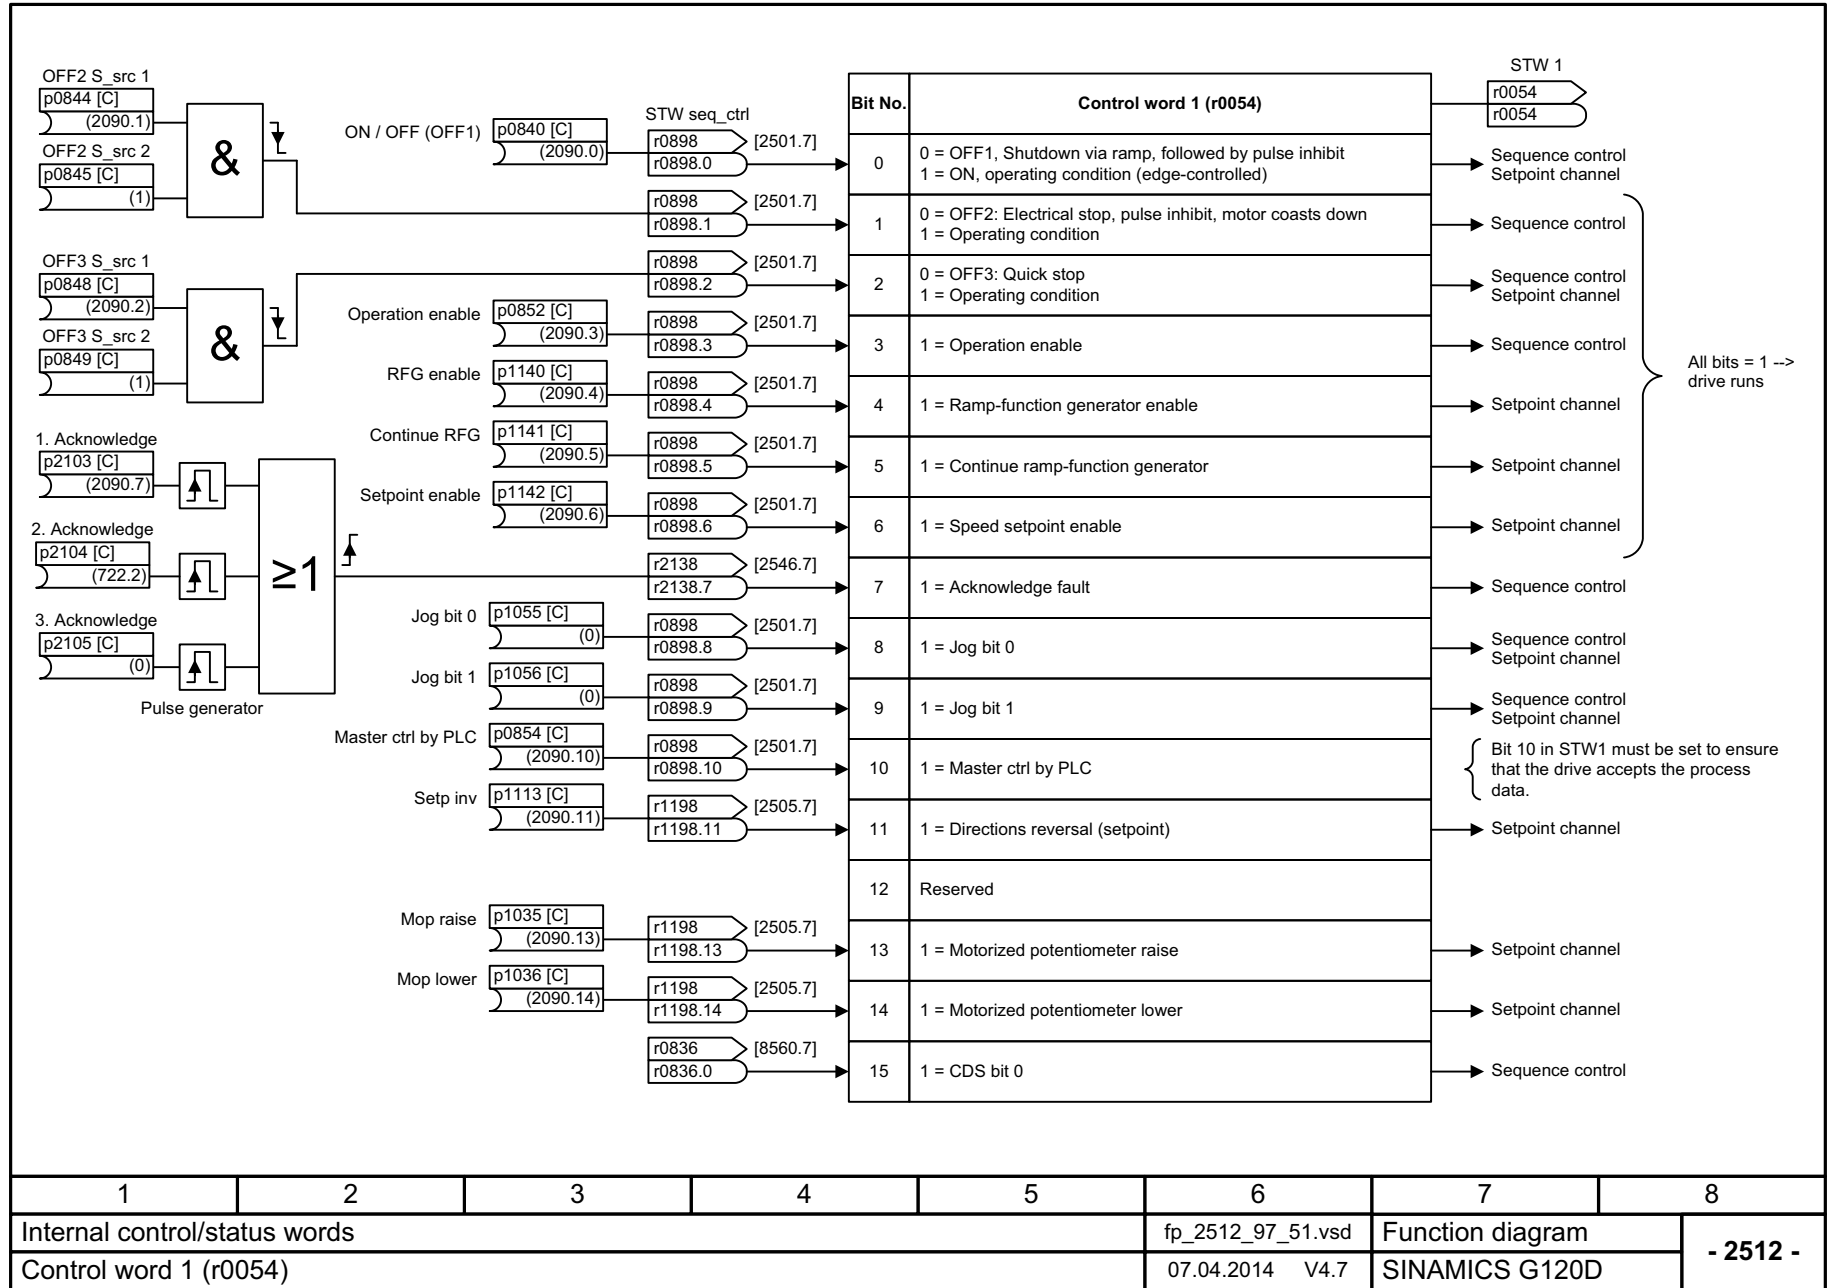 OFF2 S_src 1
p0844 [C]
(2090.1)
OFF2 S_src 2
p0845 [C]
(1)
&
OFF3 S_src 1
p0848 [C]
(2090.2)
OFF3 S_src 2
p0849 [C]
(1)
&
1. Acknowledge
p2103 [C]
(2090.7)
2. Acknowledge
p2104 [C]
(722.2)
3. Acknowledge
p2105 [C]
(0)
Pulse generator
≥1
ON / OFF (OFF1)
p0840 [C]
(2090.0)
Operation enable
p0852 [C]
(2090.3)
RFG enable
p1140 [C]
(2090.4)
Continue RFG
p1141 [C]
(2090.5)
Setpoint enable
p1142 [C]
(2090.6)
Jog bit 0
p1055 [C]
(0)
Jog bit 1
p1056 [C]
(0)
Master ctrl by PLC
p0854 [C]
(2090.10)
Setp inv
p1113 [C]
(2090.11)
Mop raise
p1035 [C]
(2090.13)
Mop lower
p1036 [C]
(2090.14)
STW seq_ctrl
r0898 [2501.7]
r0898.0
r0898 [2501.7]
r0898.1
r0898 [2501.7]
r0898.2
r0898 [2501.7]
r0898.3
r0898 [2501.7]
r0898.4
r0898 [2501.7]
r0898.5
r0898 [2501.7]
r0898.6
r2138 [2546.7]
r2138.7
r0898 [2501.7]
r0898.8
r0898 [2501.7]
r0898.9
r0898 [2501.7]
r0898.10
r1198 [2505.7]
r1198.11
r1198 [2505.7]
r1198.13
r1198 [2505.7]
r1198.14
r0836 [8560.7]
r0836.0
Bit No. Control word 1 (r0054)
0 0 = OFF1, Shutdown via ramp, followed by pulse inhibit
1 = ON, operating condition (edge-controlled)
1 0 = OFF2: Electrical stop, pulse inhibit, motor coasts down
1 = Operating condition
2 0 = OFF3: Quick stop
1 = Operating condition
3 1 = Operation enable
4 1 = Ramp-function generator enable
5 1 = Continue ramp-function generator
6 1 = Speed setpoint enable
7 1 = Acknowledge fault
8 1 = Jog bit 0
9 1 = Jog bit 1
10 1 = Master ctrl by PLC
11 1 = Directions reversal (setpoint)
12 Reserved
13 1 = Motorized potentiometer raise
14 1 = Motorized potentiometer lower
15 1 = CDS bit 0
STW 1
r0054
r0054
Sequence control
Setpoint channel
Sequence control
Sequence control
Setpoint channel
Sequence control
Setpoint channel
Setpoint channel
Setpoint channel
Sequence control
Sequence control
Setpoint channel
Sequence control
Setpoint channel
Bit 10 in STW1 must be set to ensure
that the drive accepts the process
data.
Setpoint channel
Setpoint channel
Setpoint channel
Sequence control
All bits = 1 -->
drive runs
1 2 3 4 5 6 7 8
Internal control/status words fp_2512_97_51.vsd Function diagram
- 2512 -
Control word 1 (r0054) 07.04.2014 V4.7 SINAMICS G120D